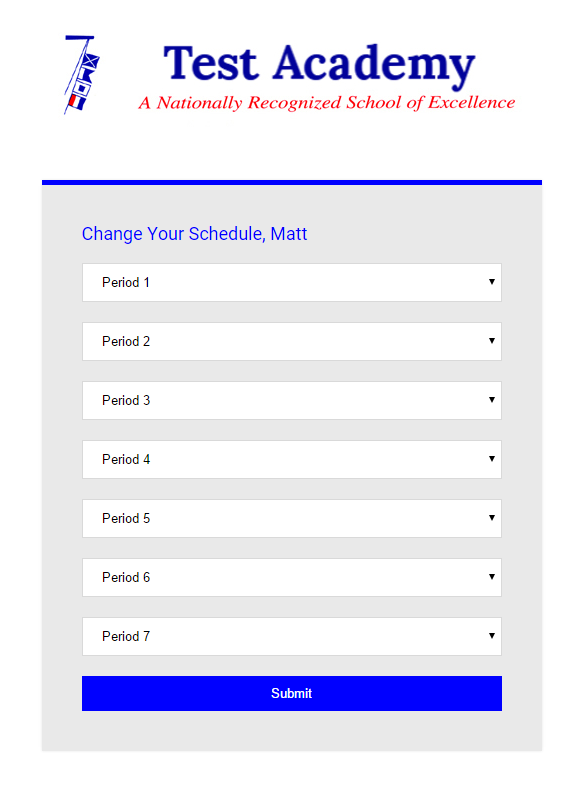 Test Academy
A Nationally Recognized School of Excellence
Change Your Schedule, Matt
Period 1
Period 2
Period 3
Period 4
Period 5
Period 6
Period 7
Submit